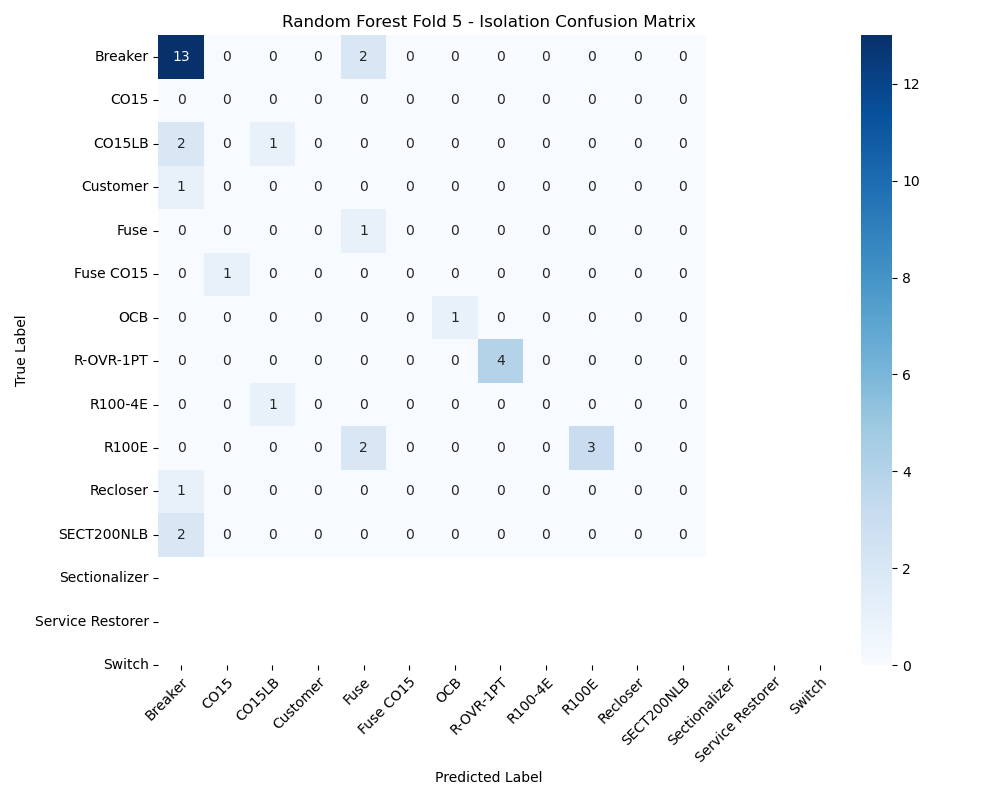 Random Forest Fold 5 - Isolation Confusion Matrix
True Label
Breaker 13 0 0 0 2 0 0 0 0 0 0 0
CO15 0 0 0 0 0 0 0 0 0 0 0 0
CO15LB 2 0 1 0 0 0 0 0 0 0 0 0
Customer 1 0 0 0 0 0 0 0 0 0 0 0
Fuse 0 0 0 0 1 0 0 0 0 0 0 0
Fuse CO15 0 1 0 0 0 0 0 0 0 0 0 0
OCB 0 0 0 0 0 0 1 0 0 0 0 0
R-OVR-1PT 0 0 0 0 0 0 0 4 0 0 0 0
R100-4E 0 0 1 0 0 0 0 0 0 0 0 0
R100E 0 0 0 0 2 0 0 0 0 3 0 0
Recloser 1 0 0 0 0 0 0 0 0 0 0 0
SECT200NLB 2 0 0 0 0 0 0 0 0 0 0 0
Sectionalizer
Service Restorer
Switch
Breaker CO15 CO15LB Customer Fuse Fuse CO15 OCB R-OVR-1PT R100-4E R100E Recloser SECT200NLB Sectionalizer Service Restorer Switch
Predicted Label
12
10
8
6
4
2
0